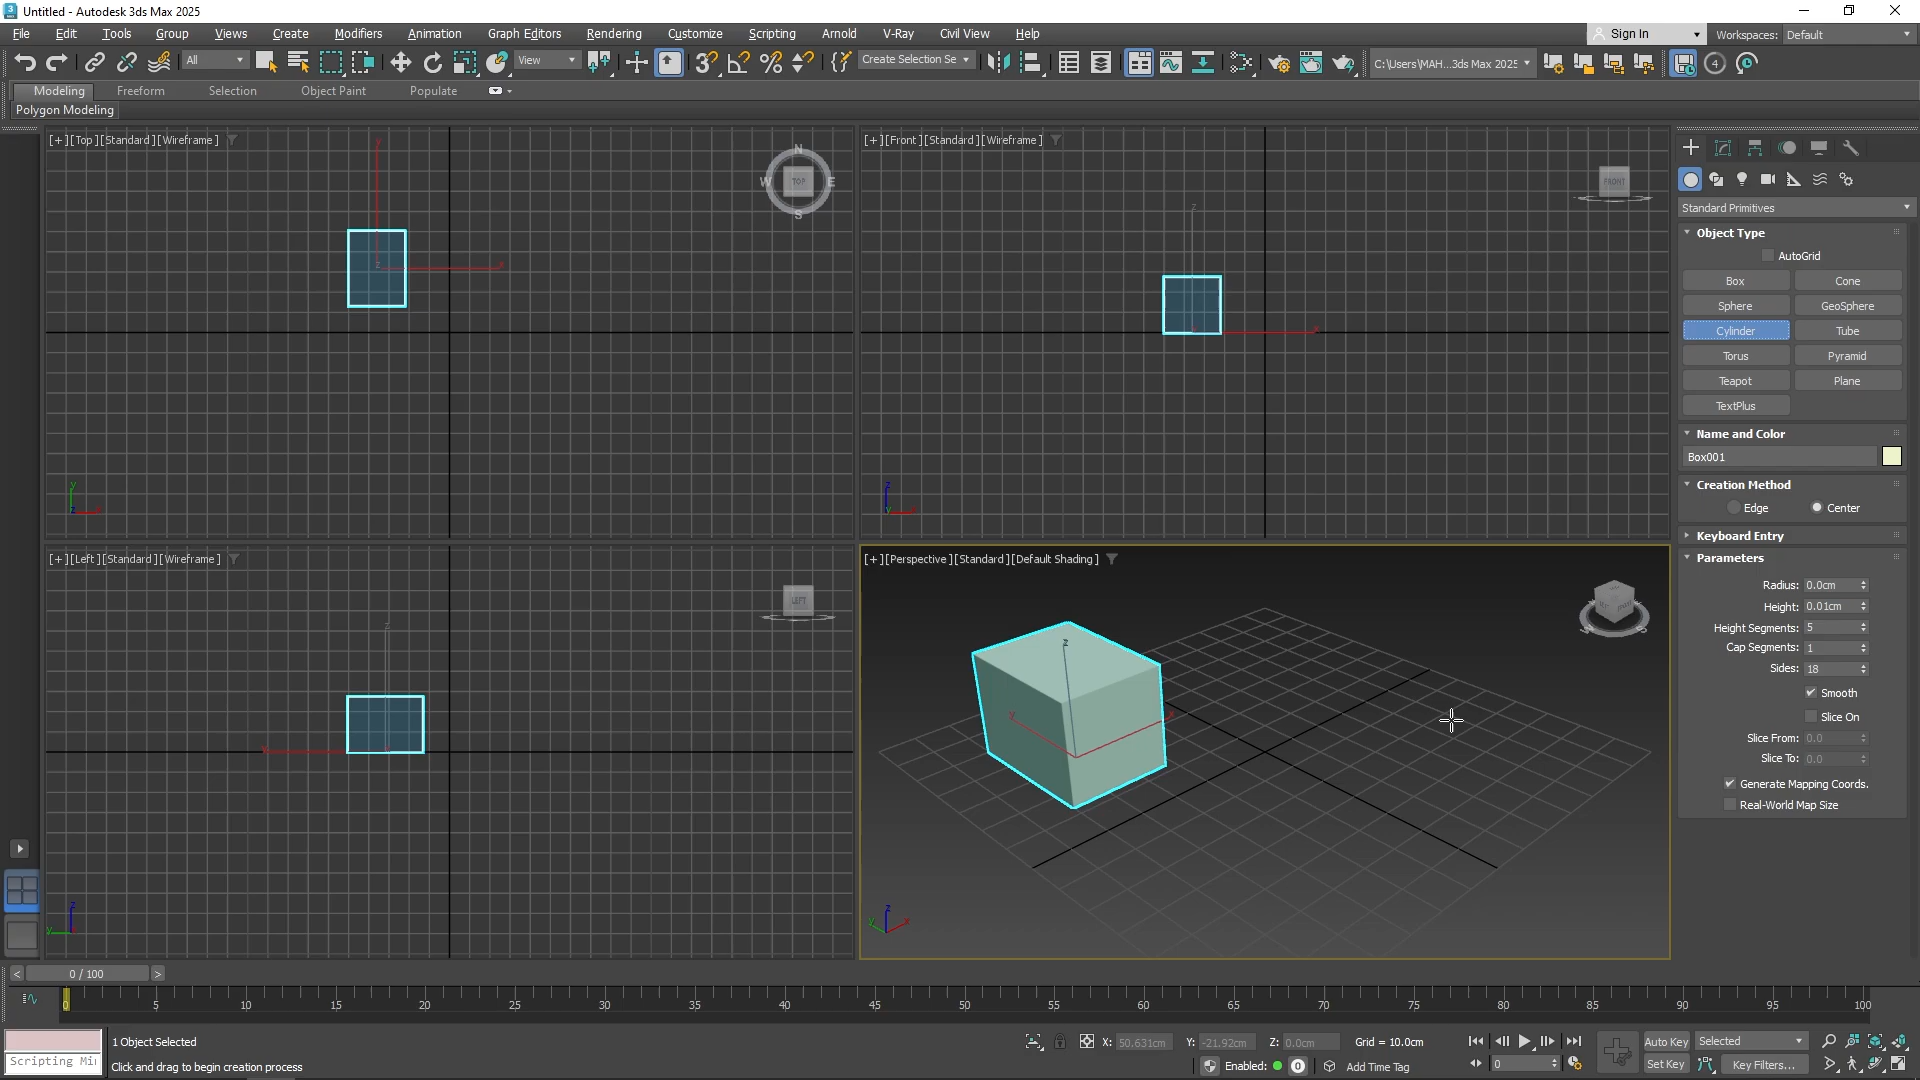 Untitled - Autodesk 3ds Max 2025
File Edit Tools Group Views Create Modifiers Animation Graph Editors Rendering Customize Scripting Arnold V-Ray Civil View Help Sign In Workspaces: Default
All View Create Selection Se C:\Users\MAH...3ds Max 2025
Modeling Freeform Selection Object Paint Populate
Polygon Modeling
[+][Top][Standard][Wireframe]
N
W TOP E
S
y
z x
y
z
[+][Front][Standard][Wireframe]
FRONT
z
x
z
y
[+][Left][Standard][Wireframe]
LEFT
z
y
z
y
[+][Perspective][Standard][Default Shading]
z
y x
z
y x
Standard Primitives
Object Type
AutoGrid
Box Cone
Sphere GeoSphere
Cylinder Tube
Torus Pyramid
Teapot Plane
TextPlus
Name and Color
Box001
Creation Method
Edge Center
Keyboard Entry
Parameters
Radius: 0.0cm
Height: 0.01cm
Height Segments: 5
Cap Segments: 1
Sides: 18
Smooth
Slice On
Slice From: 0.0
Slice To: 0.0
Generate Mapping Coords.
Real-World Map Size
< 0 / 100 >
0 5 10 15 20 25 30 35 40 45 50 55 60 65 70 75 80 85 90 95 100
1 Object Selected X: 50.631cm Y: -21.92cm Z: 0.0cm Grid = 10.0cm Auto Key Selected
Scripting Mi Click and drag to begin creation process Enabled: 0 Add Time Tag 0 Set Key Key Filters...